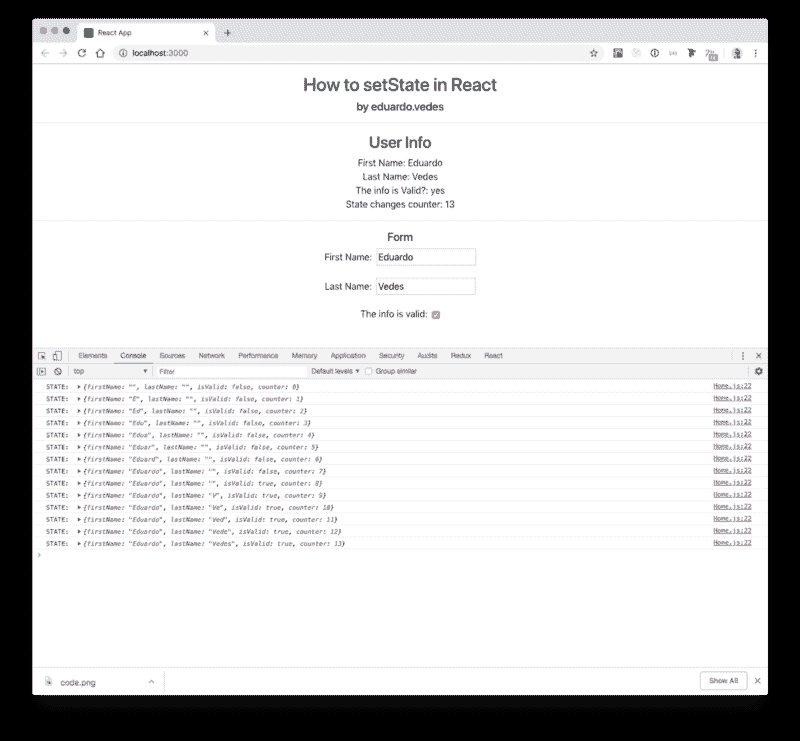 React App
localhost:3000
How to setState in React
by eduardo.vedes
User Info
First Name: Eduardo
Last Name: Vedes
The info is Valid?: yes
State changes counter: 13
Form
First Name: Eduardo
Last Name: Vedes
The info is valid:
Elements Console Sources Network Performance Memory Application Security Audits Redux React
top Filter Default levels Group similar
STATE: {firstName: "", lastName: "", isValid: false, counter: 0} Home.js:22
STATE: {firstName: "E", lastName: "", isValid: false, counter: 1} Home.js:22
STATE: {firstName: "Ed", lastName: "", isValid: false, counter: 2} Home.js:22
STATE: {firstName: "Edu", lastName: "", isValid: false, counter: 3} Home.js:22
STATE: {firstName: "Edua", lastName: "", isValid: false, counter: 4} Home.js:22
STATE: {firstName: "Eduar", lastName: "", isValid: false, counter: 5} Home.js:22
STATE: {firstName: "Eduard", lastName: "", isValid: false, counter: 6} Home.js:22
STATE: {firstName: "Eduardo", lastName: "", isValid: false, counter: 7} Home.js:22
STATE: {firstName: "Eduardo", lastName: "", isValid: true, counter: 8} Home.js:22
STATE: {firstName: "Eduardo", lastName: "V", isValid: true, counter: 9} Home.js:22
STATE: {firstName: "Eduardo", lastName: "Ve", isValid: true, counter: 10} Home.js:22
STATE: {firstName: "Eduardo", lastName: "Ved", isValid: true, counter: 11} Home.js:22
STATE: {firstName: "Eduardo", lastName: "Vede", isValid: true, counter: 12} Home.js:22
STATE: {firstName: "Eduardo", lastName: "Vedes", isValid: true, counter: 13} Home.js:22
code.png Show All